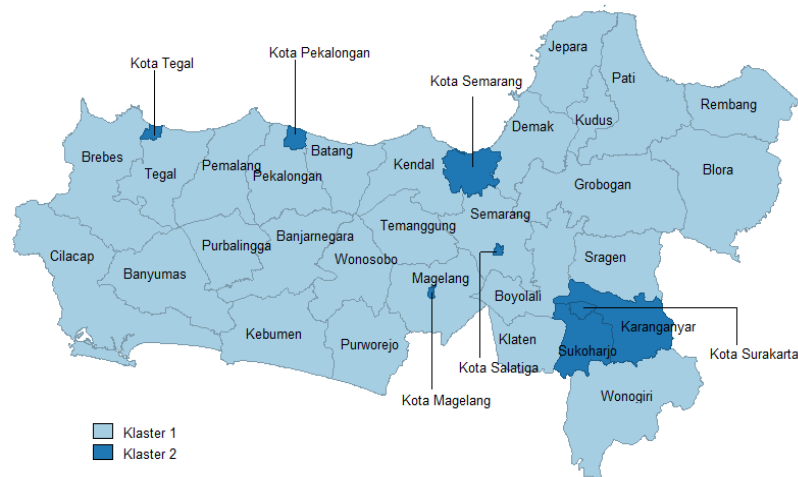 Jepara
Kota Pekalongan
Kota Tegal
Pati
Kota Semarang
Rembang
Kudus
Demak
Batang
Brebes
Kendal
Pemalang
Blora
Tegal
Pekalongan
Grobogan
Semarang
Temanggung
Banjarnegara
Purbalingga
Cilacap
Wonosobo
Sragen
Banyumas
Magelang
Boyolali
Karanganyar
Kebumen
Klaten
Purworejo
Sukoharjo
Kota Surakarta
Kota Salatiga
Wonogiri
Kota Magelang
Klaster 1
Klaster 2